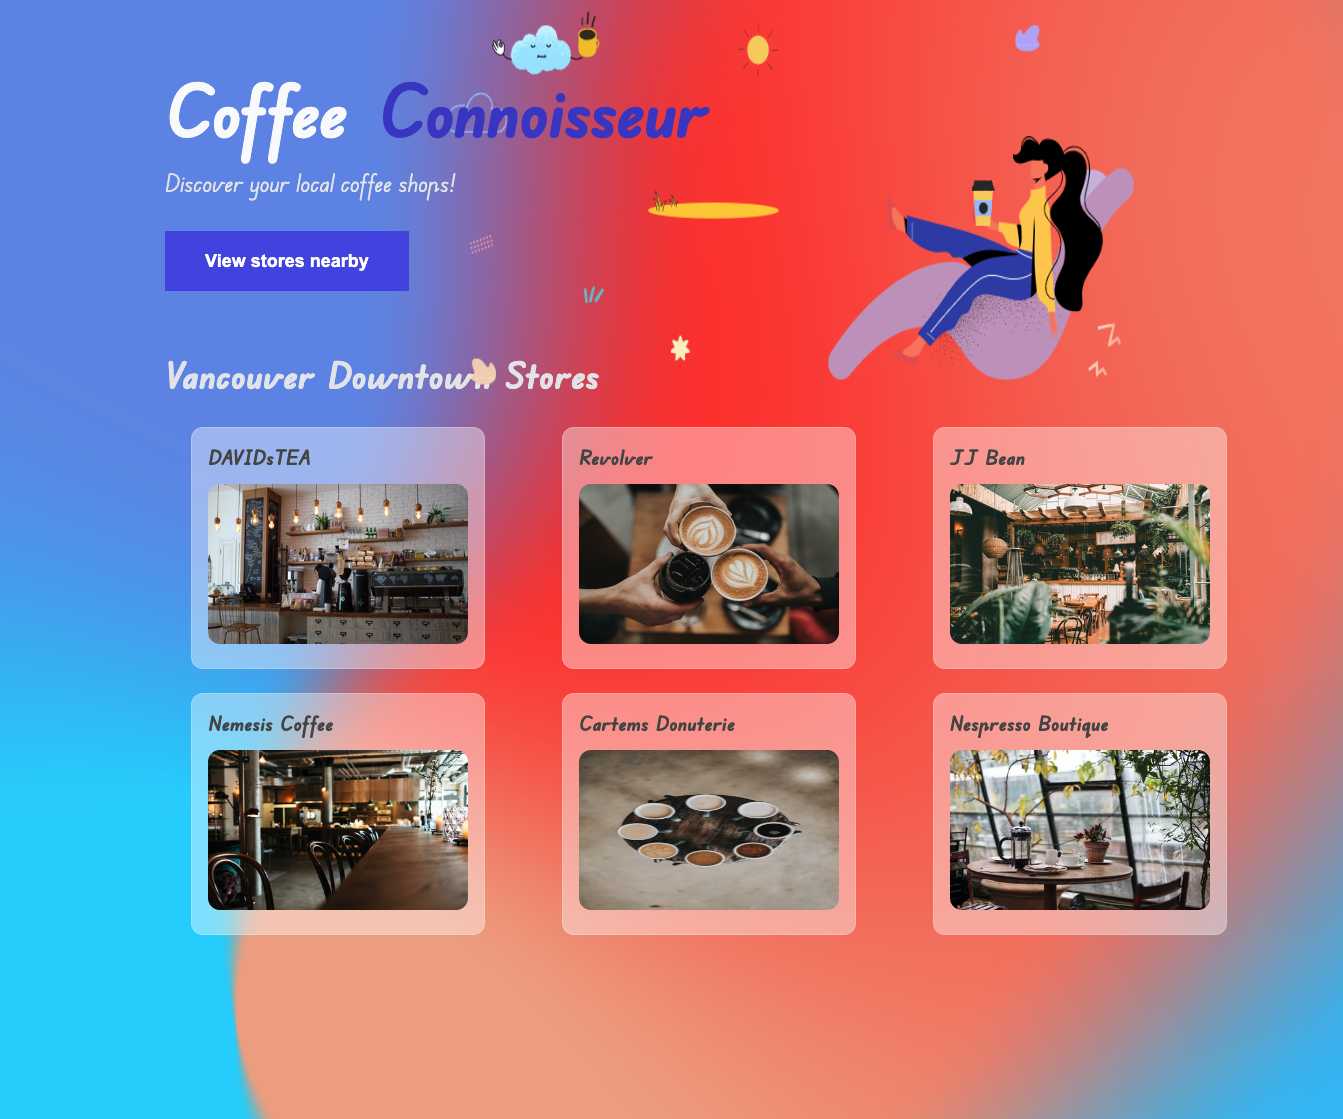 Coffee Connoisseur
Discover your local coffee shops!
View stores nearby
Vancouver Downtown Stores
DAVIDsTEA
Revolver
JJ Bean
Nemesis Coffee
Cartems Donuterie
Nespresso Boutique